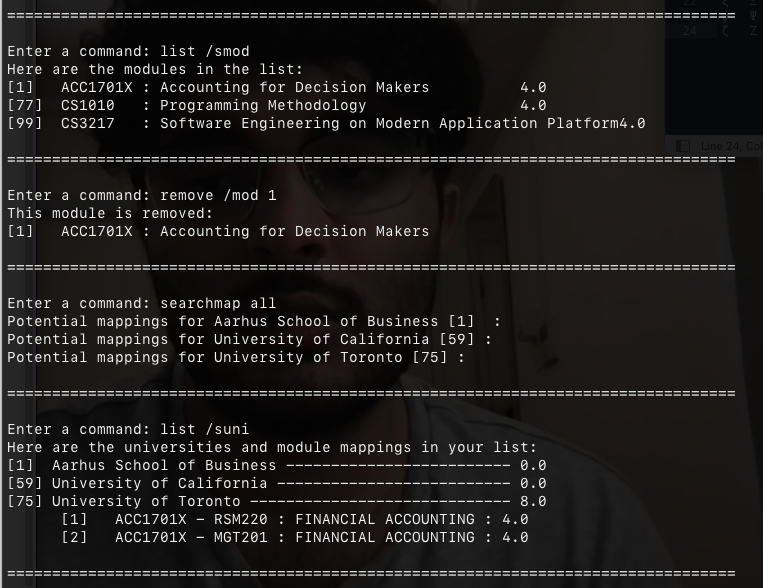 ================================================================================
Enter a command: list /smod
Here are the modules in the list:
[1]   ACC1701X : Accounting for Decision Makers          4.0
[77]  CS1010   : Programming Methodology                 4.0
[99]  CS3217   : Software Engineering on Modern Application Platform4.0
================================================================================
Enter a command: remove /mod 1
This module is removed:
[1]   ACC1701X : Accounting for Decision Makers
================================================================================
Enter a command: searchmap all
Potential mappings for Aarhus School of Business [1]  :
Potential mappings for University of California [59] :
Potential mappings for University of Toronto [75] :
================================================================================
Enter a command: list /suni
Here are the universities and module mappings in your list:
[1]  Aarhus School of Business ------------------------- 0.0
[59] University of California -------------------------- 0.0
[75] University of Toronto ----------------------------- 8.0
      [1]   ACC1701X - RSM220 : FINANCIAL ACCOUNTING : 4.0
      [2]   ACC1701X - MGT201 : FINANCIAL ACCOUNTING : 4.0
================================================================================
24
Line 24,